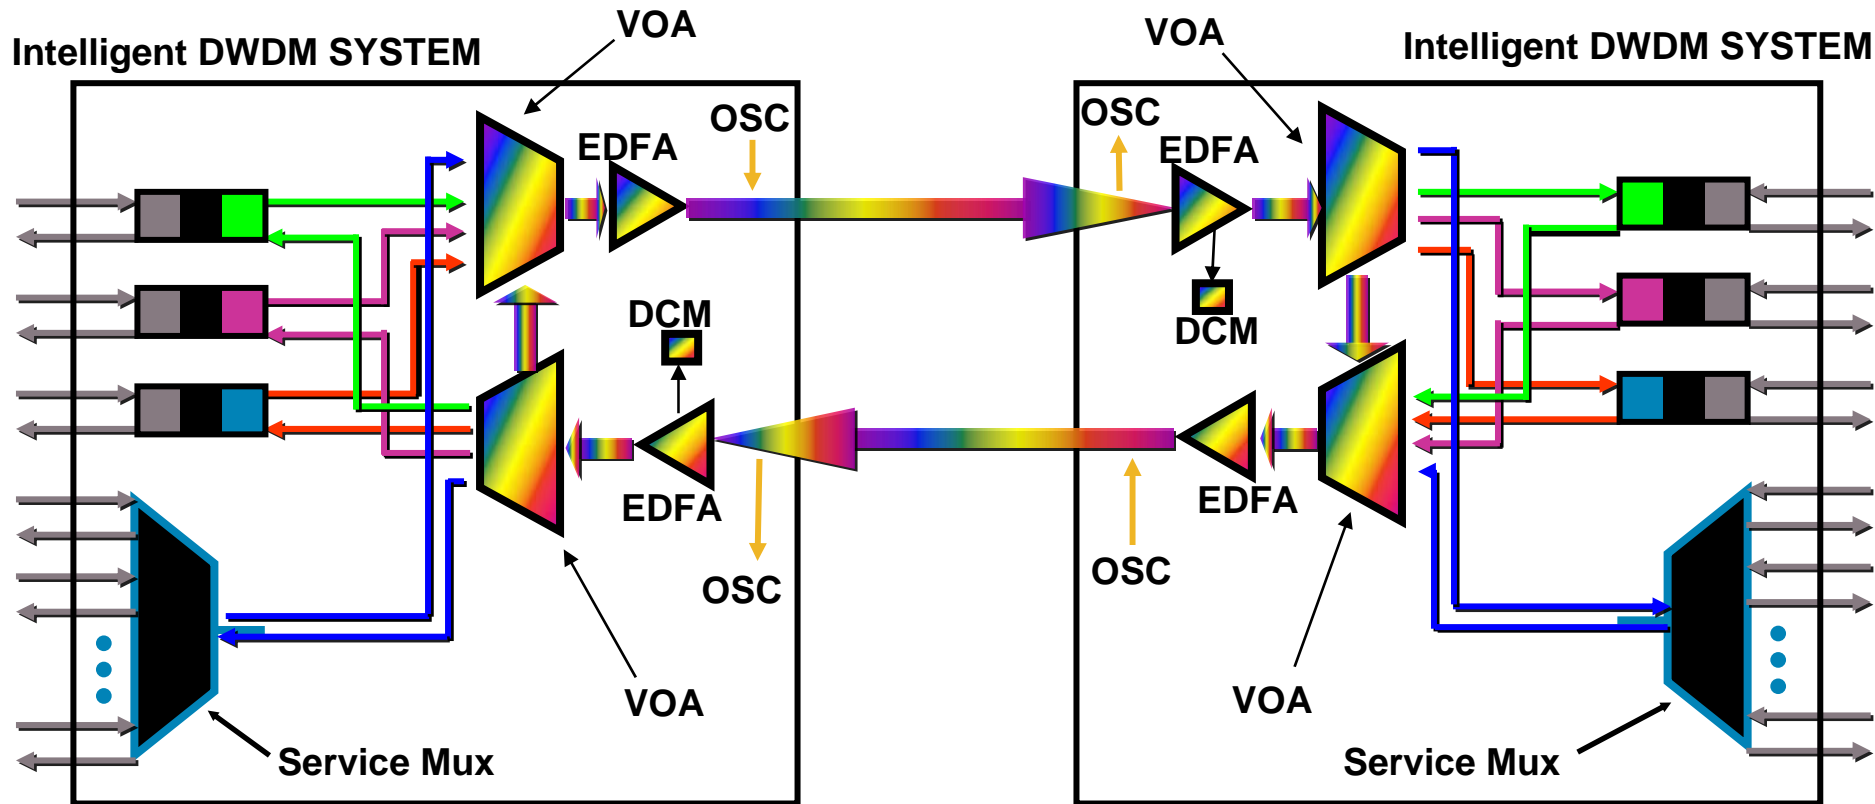 VOA
VOA
Intelligent DWDM SYSTEM
Intelligent DWDM SYSTEM
OSC
OSC
EDFA
EDFA
DCM
DCM
EDFA
EDFA
OSC
OSC
VOA
VOA
Service Mux
Service Mux